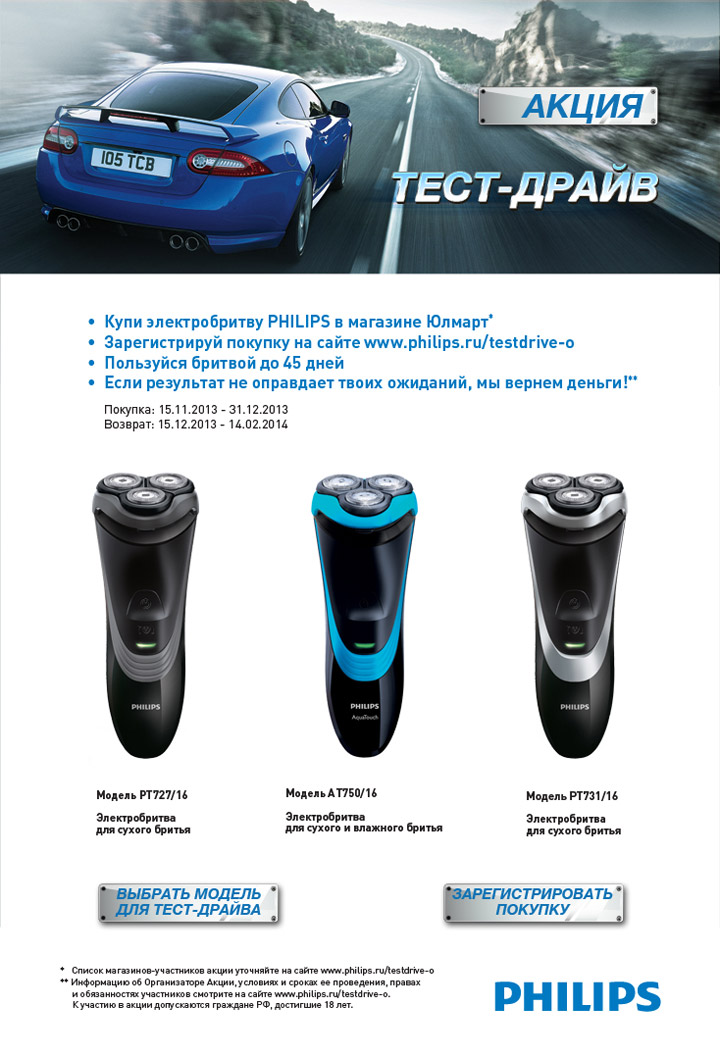 АКЦИЯ
ТЕСТ-ДРАЙВ
105 TCB
• Купи электробритву PHILIPS в магазине Юлмарт*
• Зарегистрируй покупку на сайте www.philips.ru/testdrive-o
• Пользуйся бритвой до 45 дней
• Если результат не оправдает твоих ожиданий, мы вернем деньги!**
Покупка: 15.11.2013 - 31.12.2013
Возврат: 15.12.2013 - 14.02.2014
PHILIPS
PHILIPS
AquaTouch
PHILIPS
Модель PT727/16
Электробритва
для сухого бритья
Модель AT750/16
Электробритва
для сухого и влажного бритья
Модель PT731/16
Электробритва
для сухого бритья
ВЫБРАТЬ МОДЕЛЬ
ДЛЯ ТЕСТ-ДРАЙВА
ЗАРЕГИСТРИРОВАТЬ
ПОКУПКУ
* Список магазинов-участников акции уточняйте на сайте www.philips.ru/testdrive-o
** Информацию об Организаторе Акции, условиях и сроках ее проведения, правах
и обязанностях участников смотрите на сайте www.philips.ru/testdrive-o.
К участию в акции допускаются граждане РФ, достигшие 18 лет.
PHILIPS